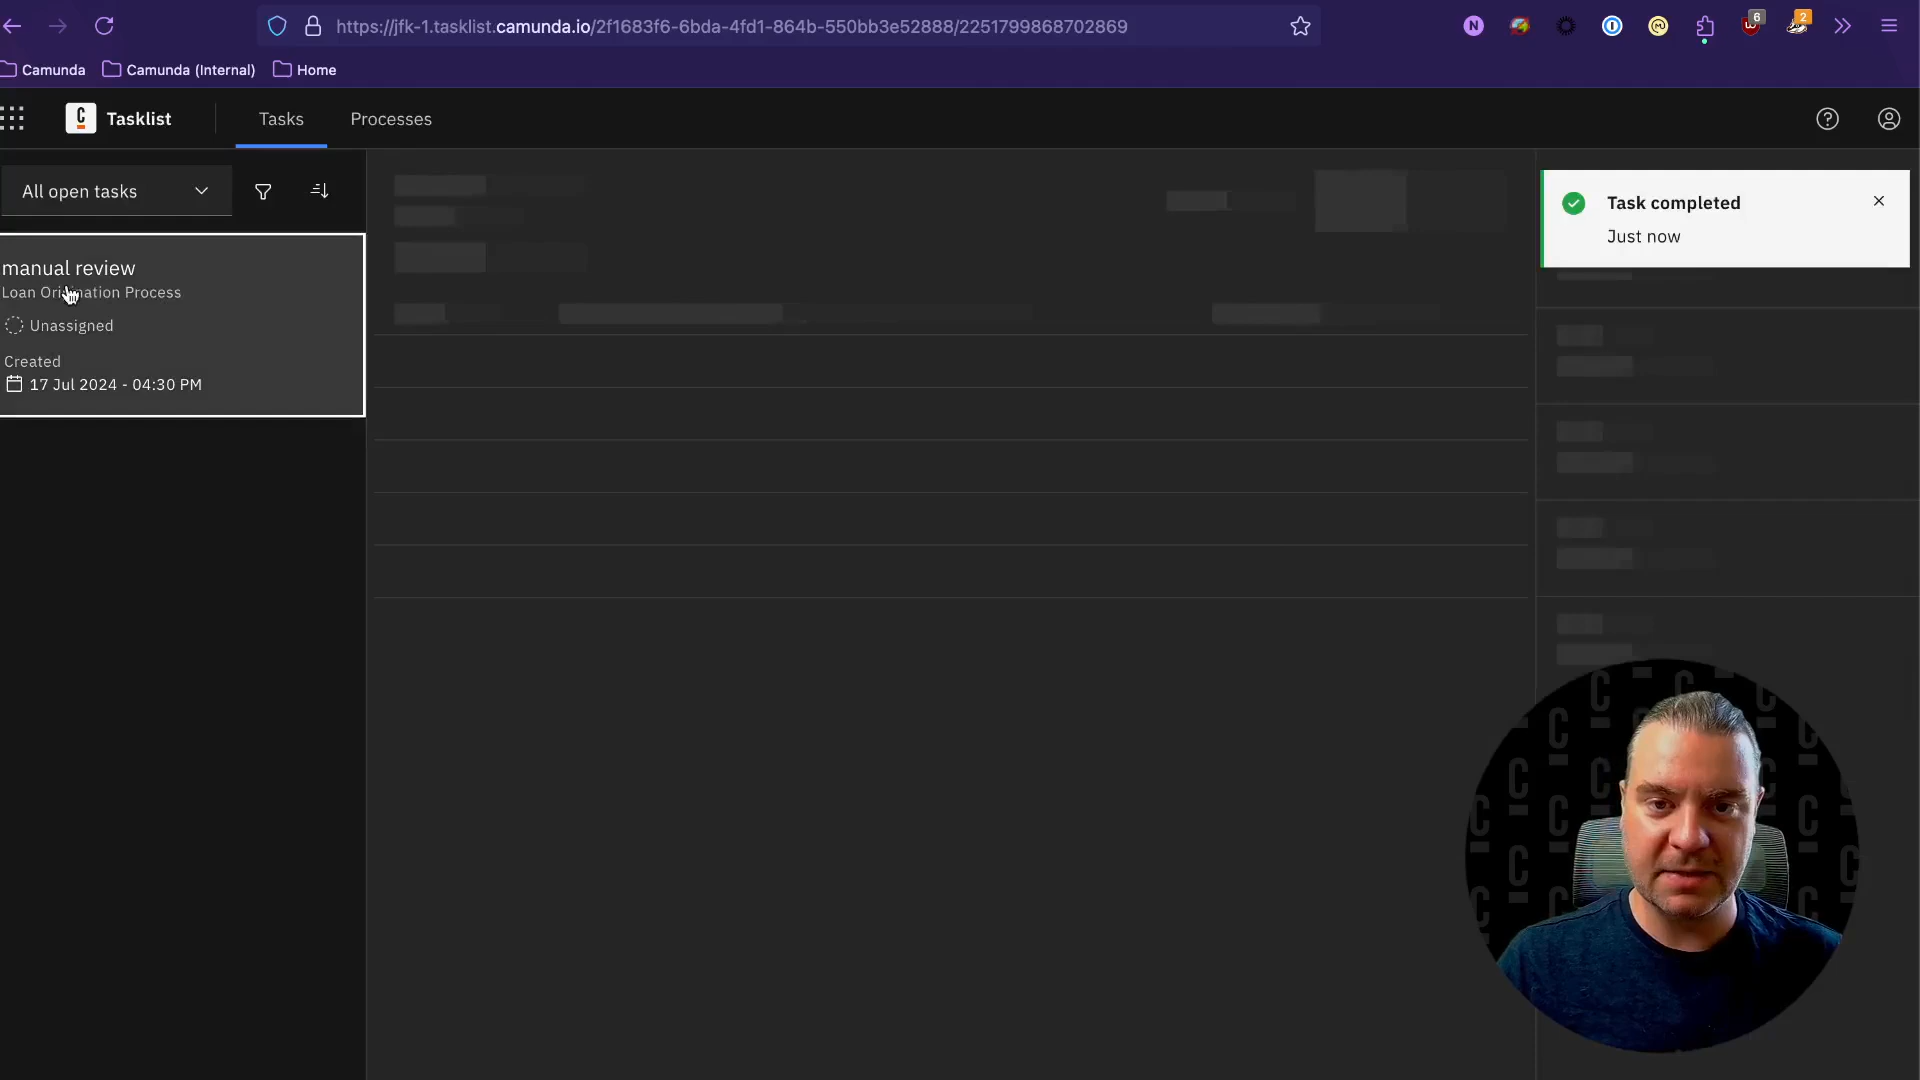 https://jfk-1.tasklist.camunda.io/2f1683f6-6bda-4fd1-864b-550bb3e52888/2251799868702869
N
6
2
Camunda
Camunda (Internal)
Home
C
Tasklist
Tasks
Processes
All open tasks
Task completed
Just now
manual review
Loan Origination Process
Unassigned
Created
17 Jul 2024 - 04:30 PM